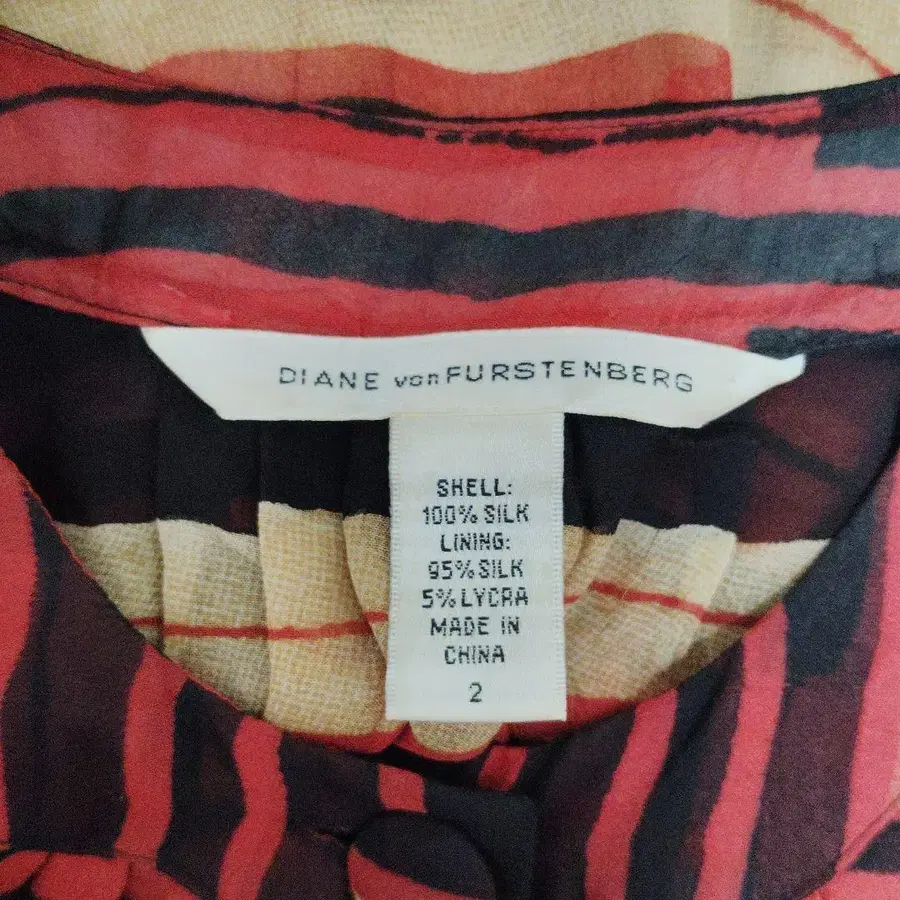 DIANE von FURSTENBERG
SHELL:
100% SILK
LINING:
95% SILK
5% LYCRA
MADE IN
CHINA
2